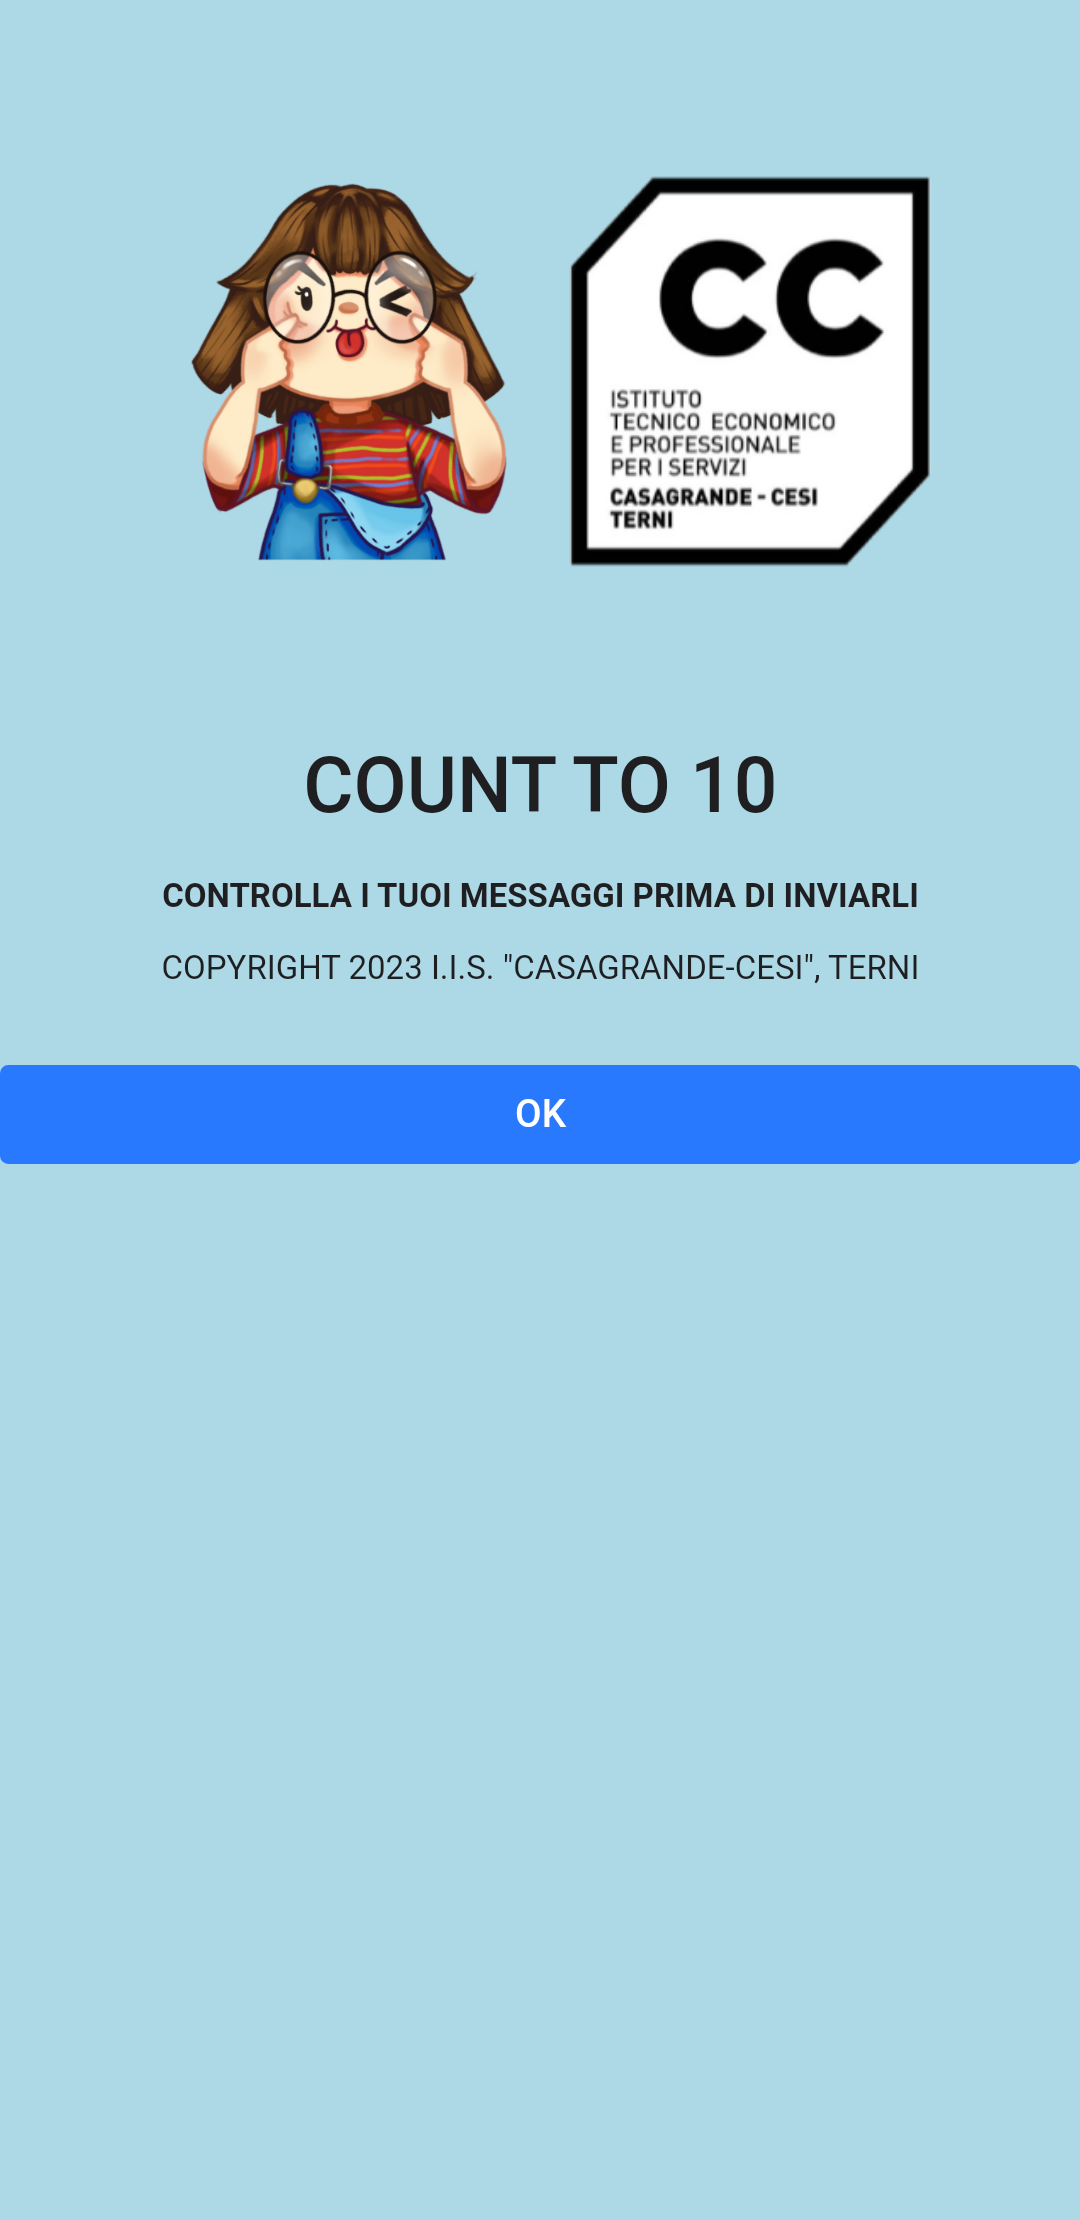 CC
ISTITUTO
TECNICO ECONOMICO
E PROFESSIONALE
PER I SERVIZI
CASAGRANDE - CESI
TERNI
COUNT TO 10
CONTROLLA I TUOI MESSAGGI PRIMA DI INVIARLI
COPYRIGHT 2023 I.I.S. "CASAGRANDE-CESI", TERNI
OK